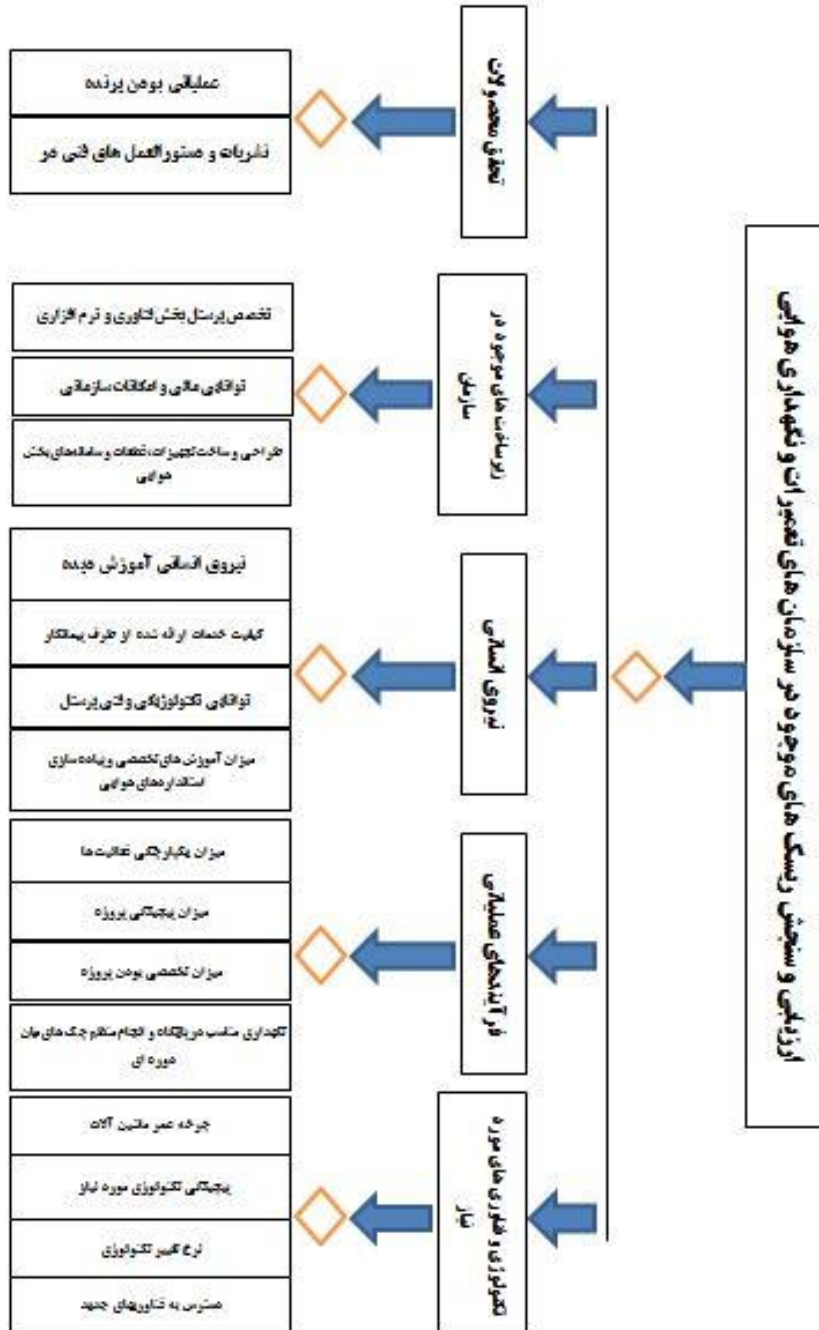 ارزیابی و سنجش ریسک های موجود در سازمان های تعمیرات و نگهداری هوایی
تحقق محصولات
عملیاتی بودن پرنده
نشریات و دستورالعمل های فنی در
زیرساخت های موجود در
سازمان
تخصص پرسنل بخش فناوری و نرم افزاری
توانایی مالی و امکانات سازمانی
طراحی و ساخت تجهیزات، قطعات و سامانه‌های بخش
هوایی
نیروی انسانی
نیروی انسانی آموزش دیده
کیفیت خدمات ارائه شده از طرف پیمانکار
توانایی تکنولوژیکی و فنی پرسنل
میزان آموزش های تخصصی و پیاده سازی
استانداردهای هوایی
فرآیندهای عملیاتی
میزان یکپارچگی فعالیت‌ها
میزان پیچیدگی پروژه
میزان تخصصی بودن پروژه
نگهداری مناسب در پایگاه و انجام منظم چک های میان
دوره ای
تکنولوژی و فناوری های مورد
نیاز
چرخه عمر ماشین آلات
پیچیدگی تکنولوژی مورد نیاز
نرخ تغییر تکنولوژی
دسترس به فناوریهای جدید